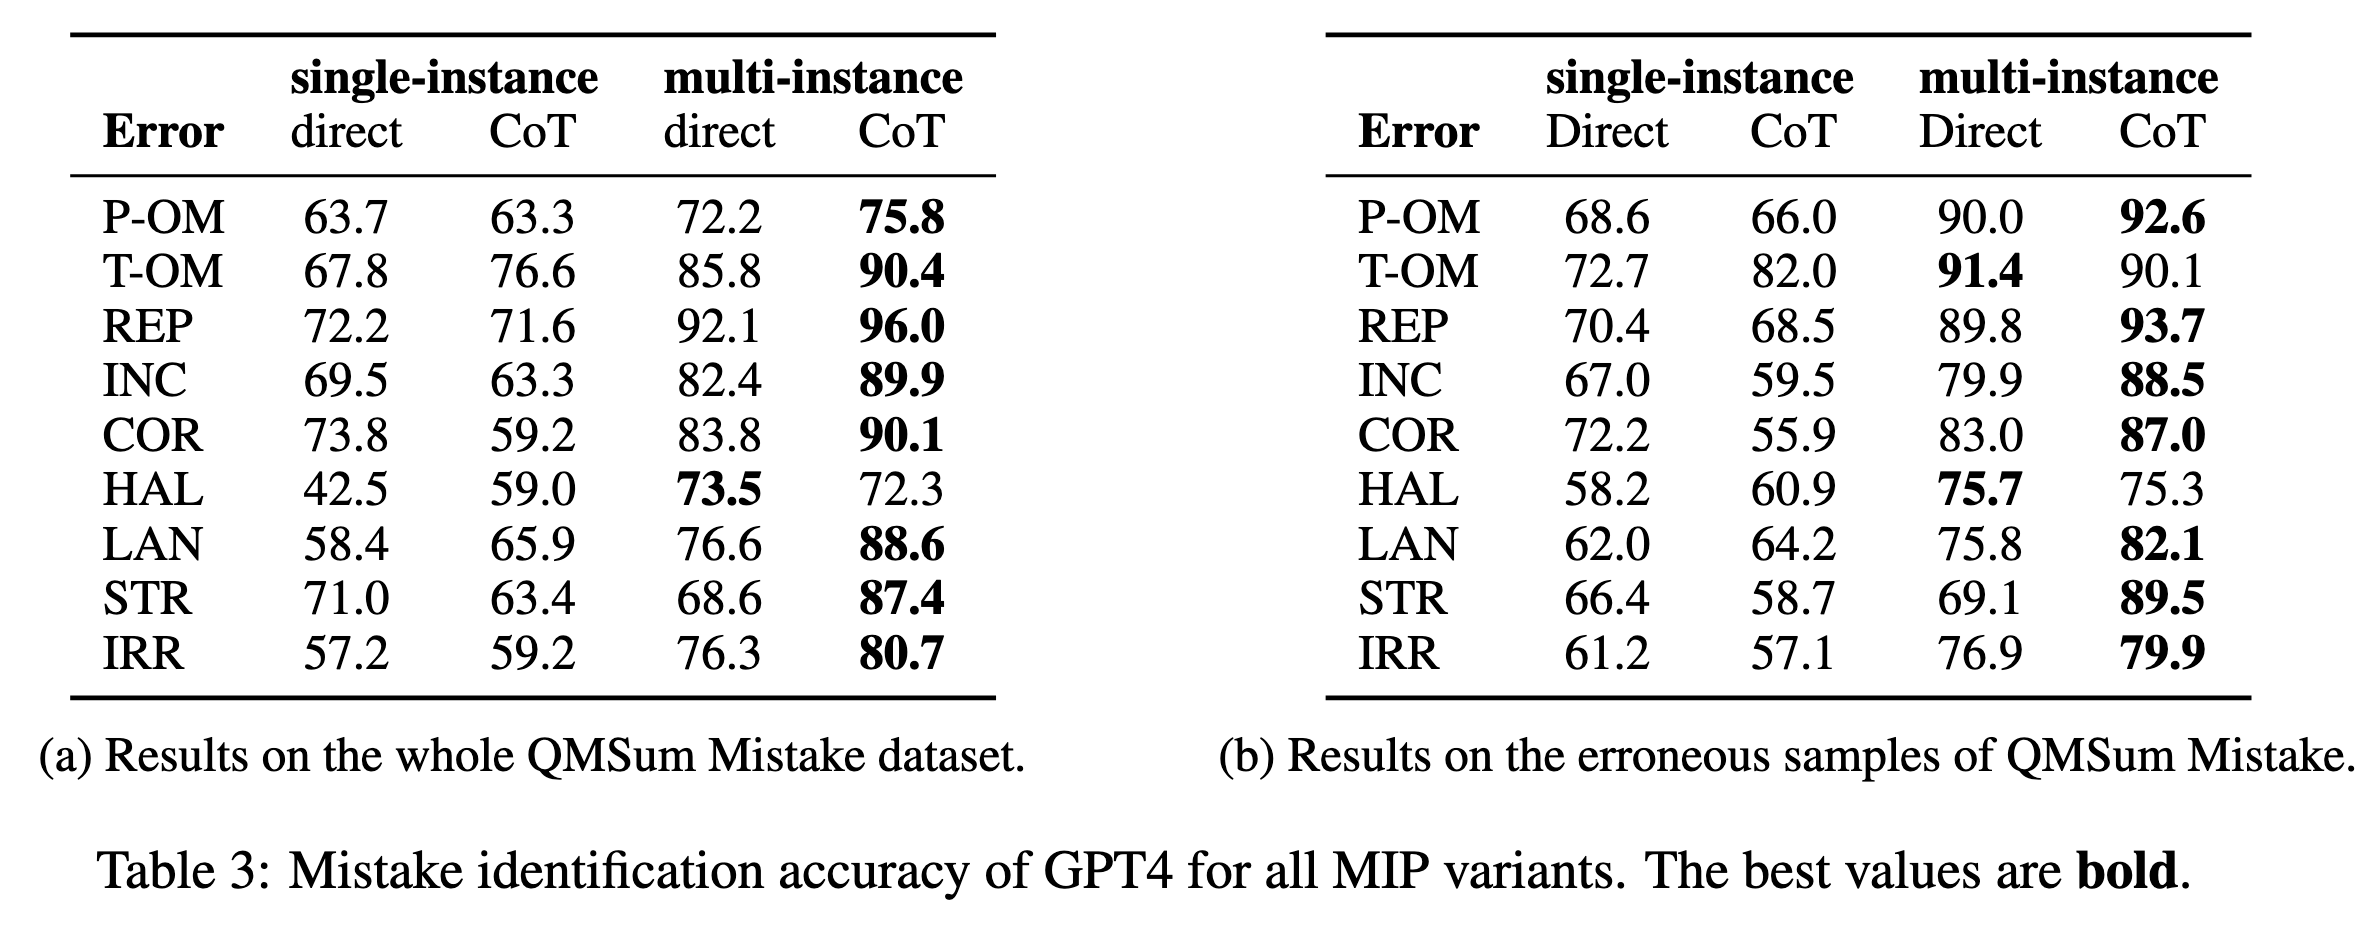 single-instance multi-instance
Error direct CoT direct CoT
P-OM 63.7 63.3 72.2 75.8
T-OM 67.8 76.6 85.8 90.4
REP 72.2 71.6 92.1 96.0
INC 69.5 63.3 82.4 89.9
COR 73.8 59.2 83.8 90.1
HAL 42.5 59.0 73.5 72.3
LAN 58.4 65.9 76.6 88.6
STR 71.0 63.4 68.6 87.4
IRR 57.2 59.2 76.3 80.7
(a) Results on the whole QMSum Mistake dataset.
single-instance multi-instance
Error Direct CoT Direct CoT
P-OM 68.6 66.0 90.0 92.6
T-OM 72.7 82.0 91.4 90.1
REP 70.4 68.5 89.8 93.7
INC 67.0 59.5 79.9 88.5
COR 72.2 55.9 83.0 87.0
HAL 58.2 60.9 75.7 75.3
LAN 62.0 64.2 75.8 82.1
STR 66.4 58.7 69.1 89.5
IRR 61.2 57.1 76.9 79.9
(b) Results on the erroneous samples of QMSum Mistake.
Table 3: Mistake identification accuracy of GPT4 for all MIP variants. The best values are bold.